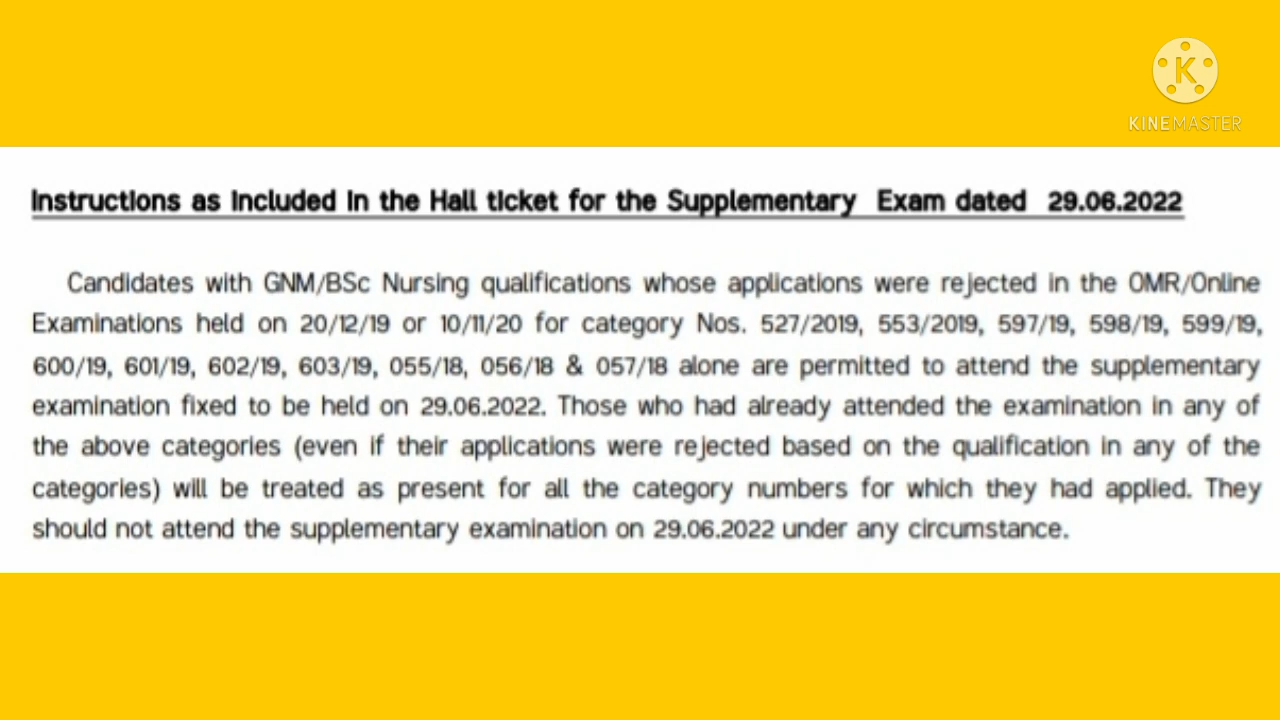 K
KINEMASTER
Instructions as included in the Hall ticket for the Supplementary Exam dated 29.06.2022
Candidates with GNM/BSc Nursing qualifications whose applications were rejected in the OMR/Online
Examinations held on 20/12/19 or 10/11/20 for category Nos. 527/2019, 553/2019, 597/19, 598/19, 599/19,
600/19, 601/19, 602/19, 603/19, 055/18, 056/18 & 057/18 alone are permitted to attend the supplementary
examination fixed to be held on 29.06.2022. Those who had already attended the examination in any of
the above categories (even if their applications were rejected based on the qualification in any of the
categories) will be treated as present for all the category numbers for which they had applied. They
should not attend the supplementary examination on 29.06.2022 under any circumstance.